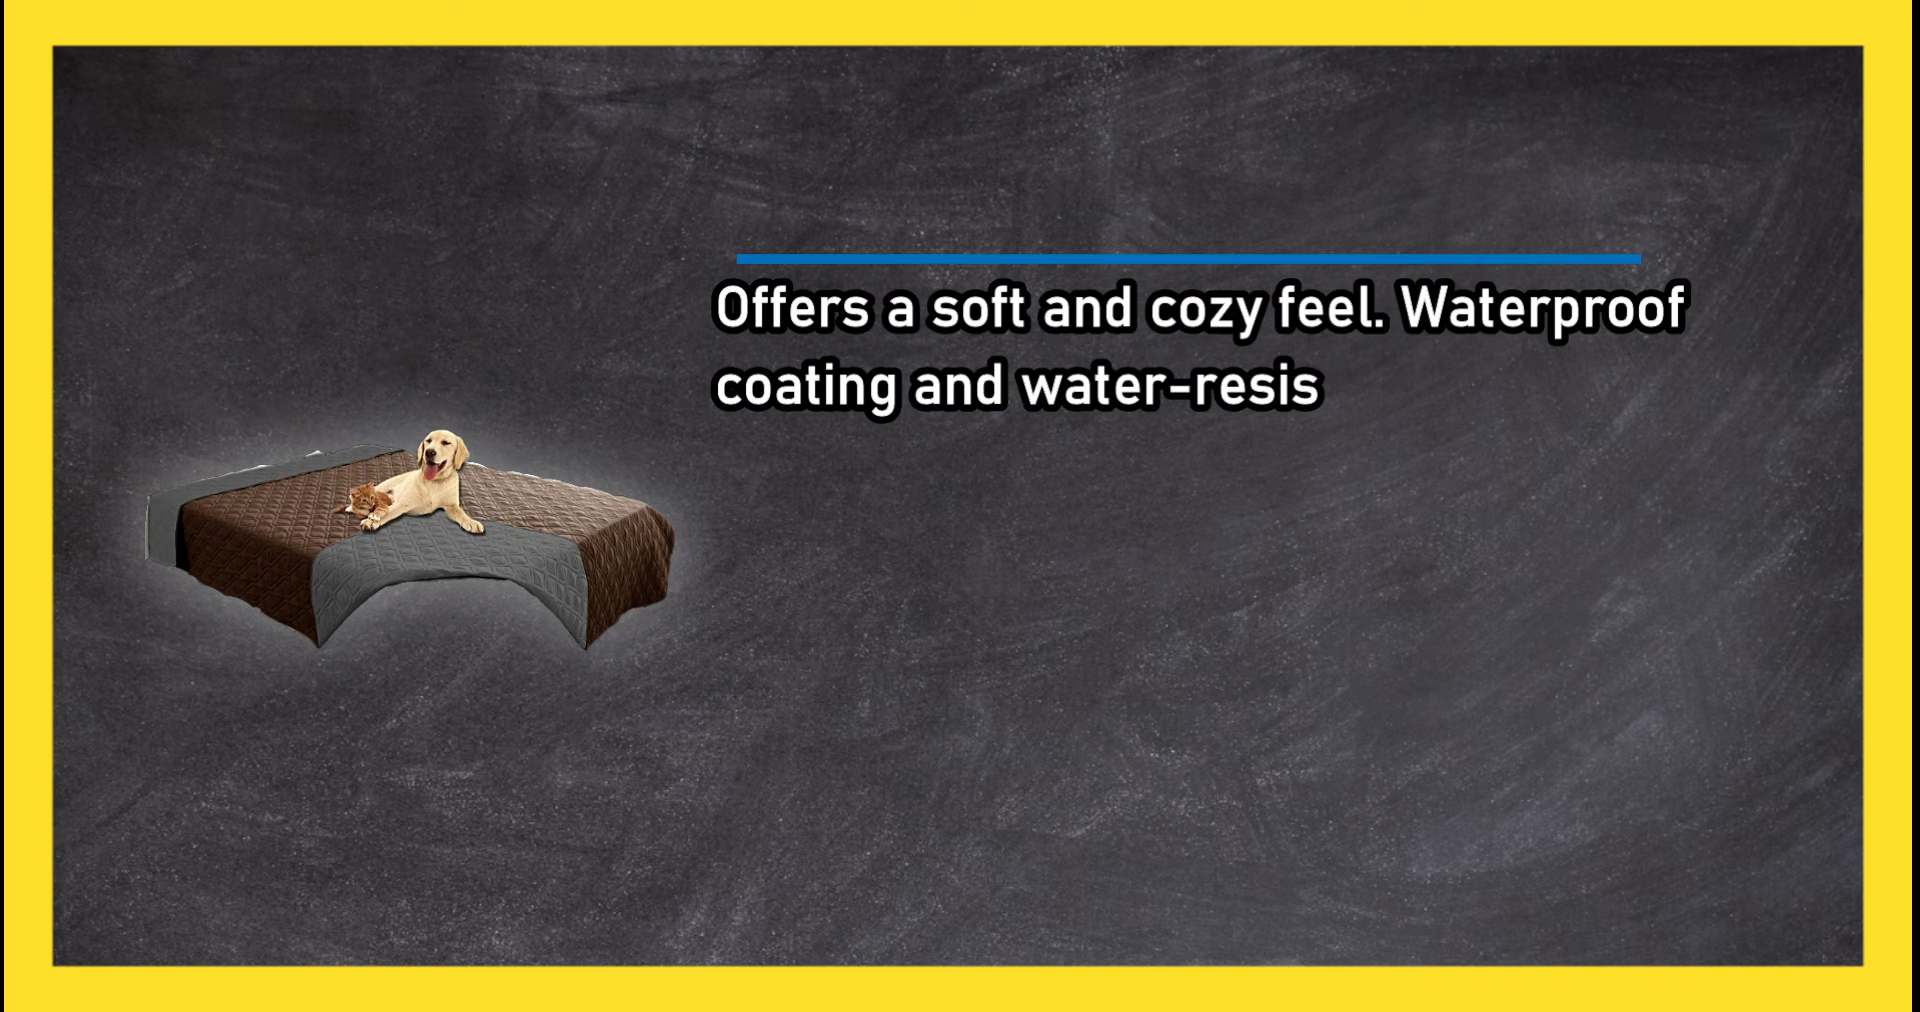 Offers a soft and cozy feel. Waterproof
coating and water-resis